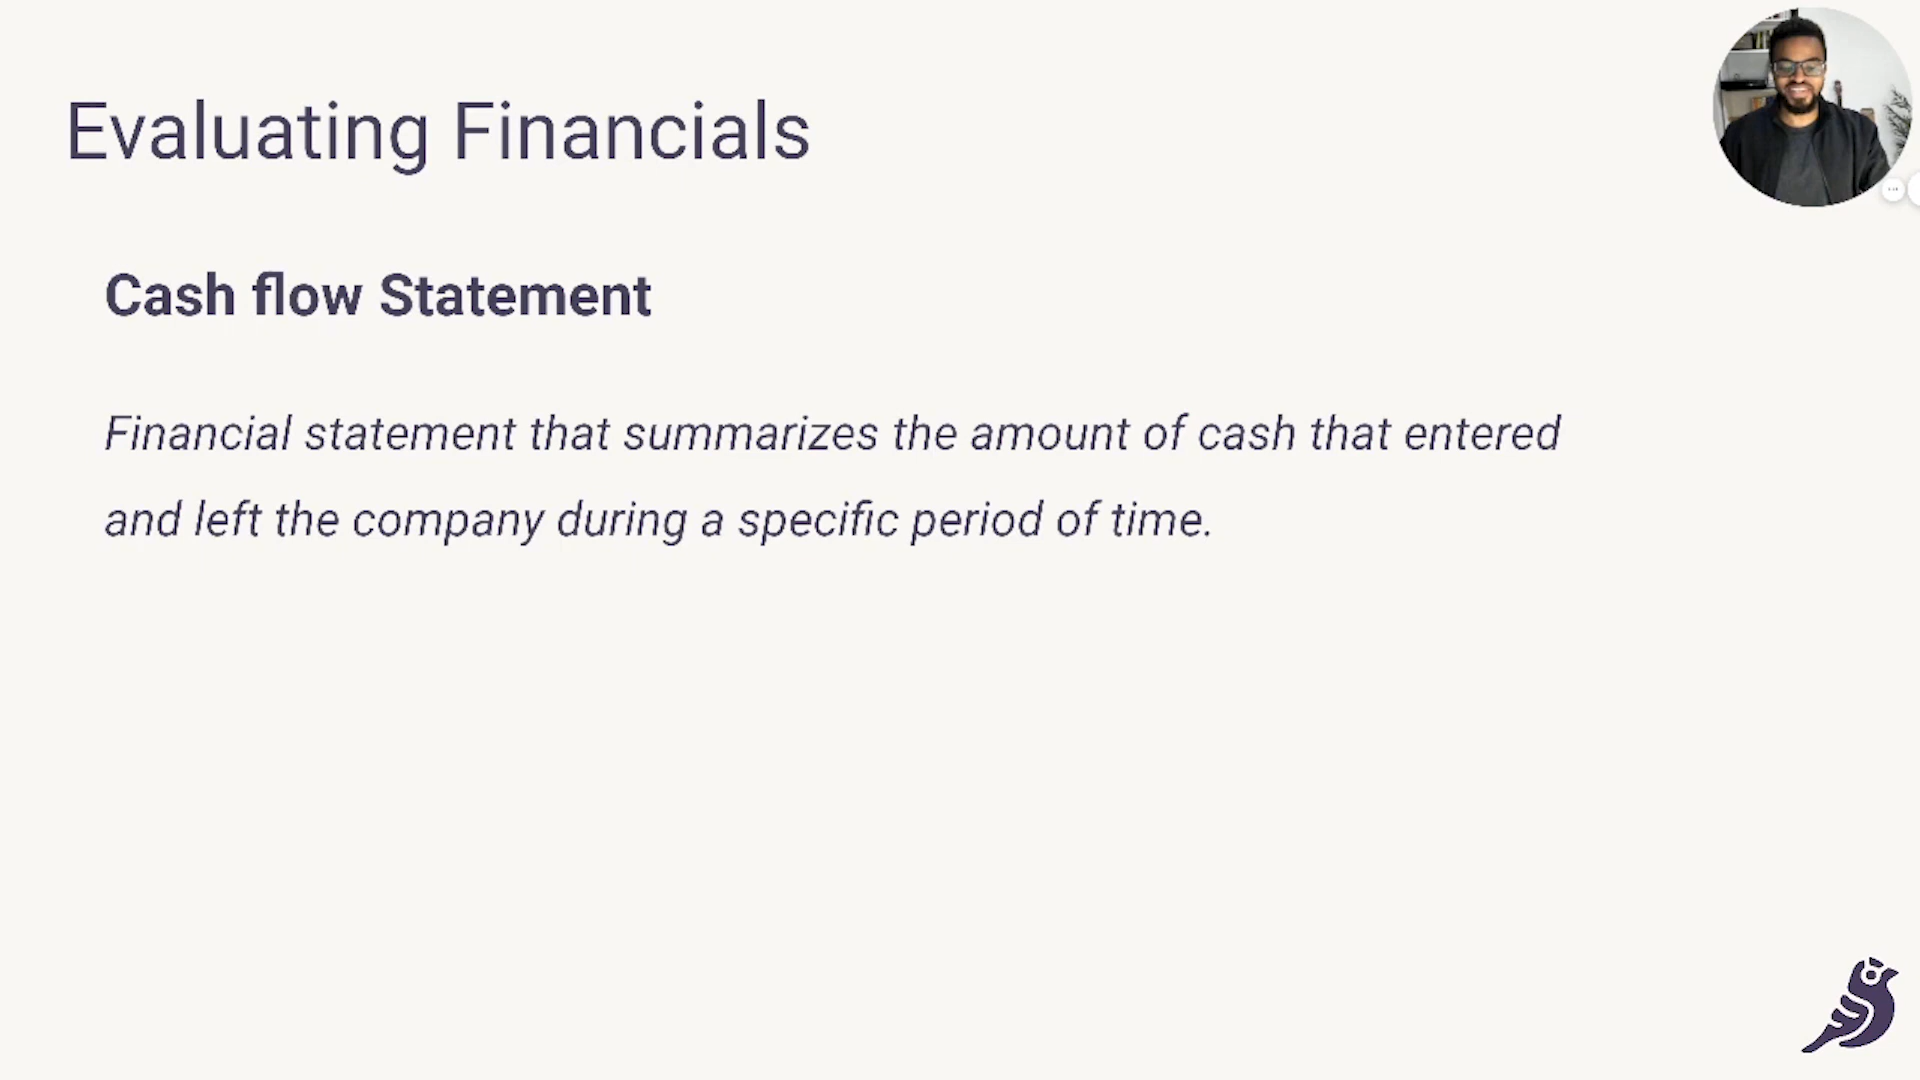 Evaluating Financials
Cash flow Statement
Financial statement that summarizes the amount of cash that entered
and left the company during a specific period of time.